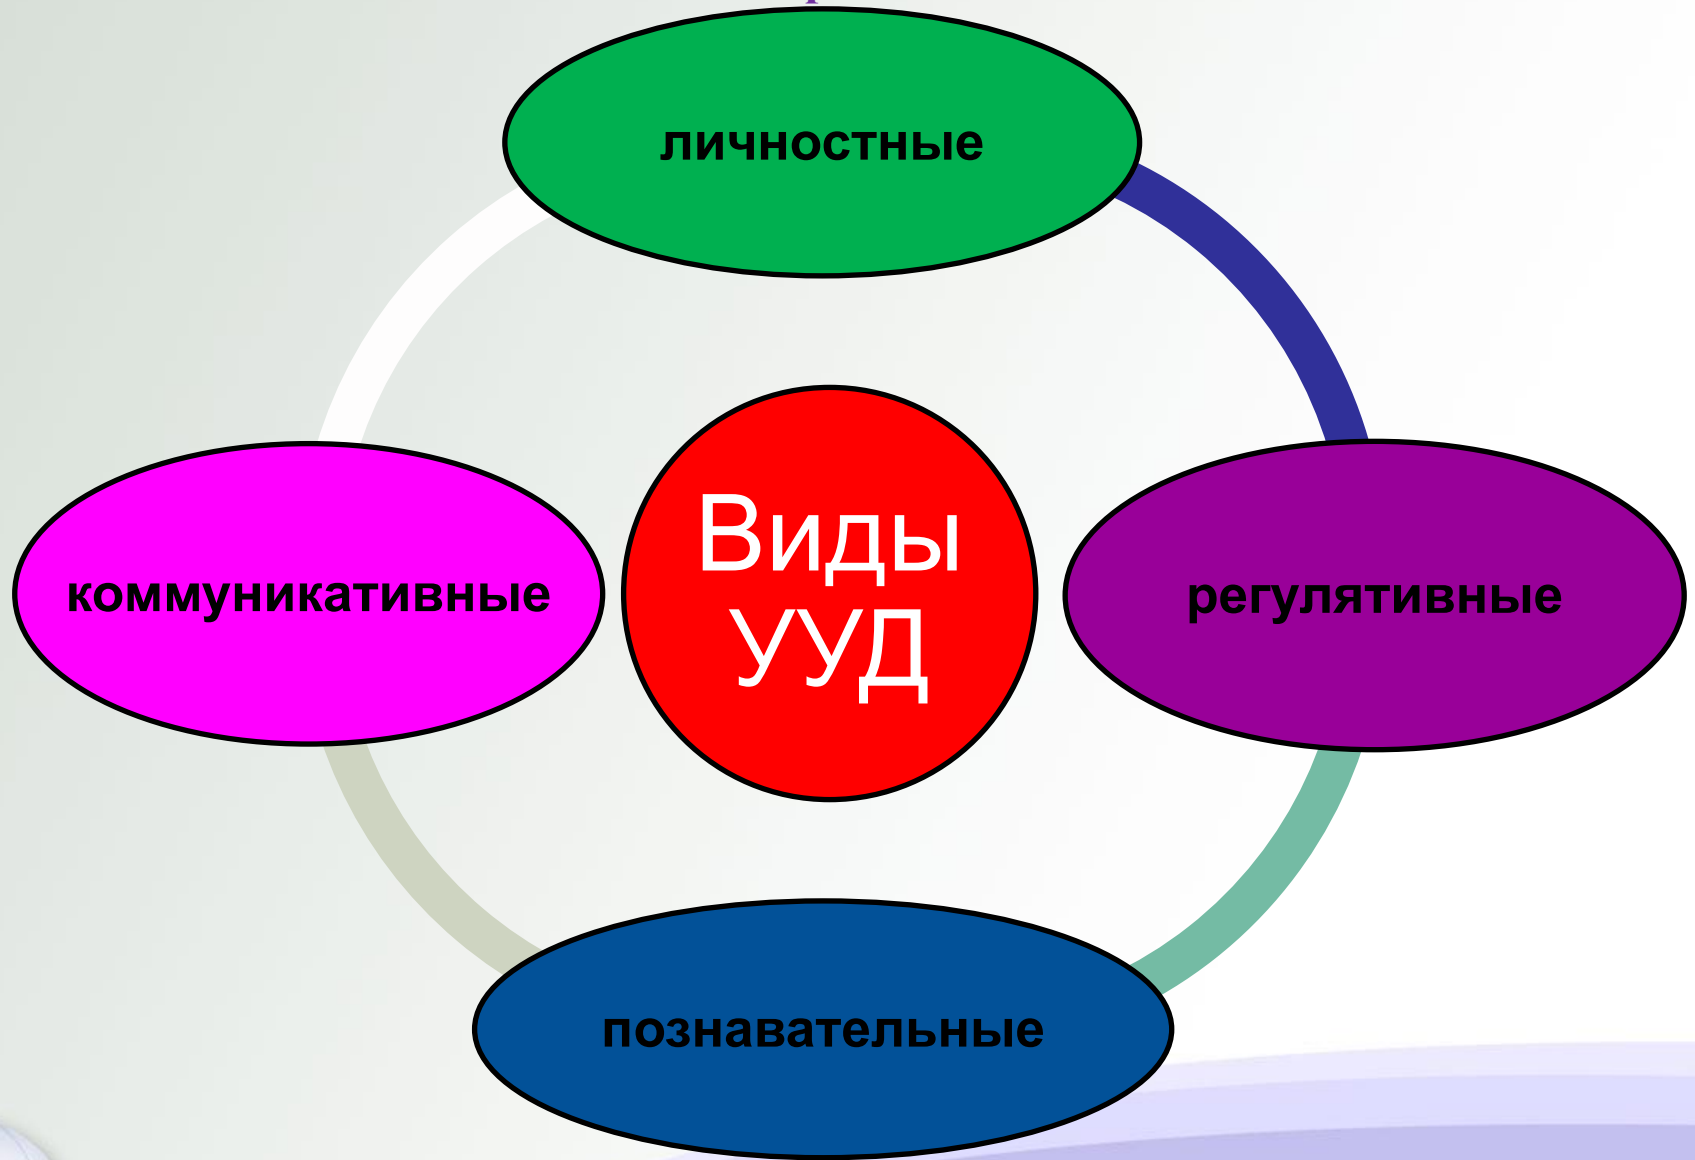 личностные
Виды
УУД
коммуникативные
регулятивные
познавательные